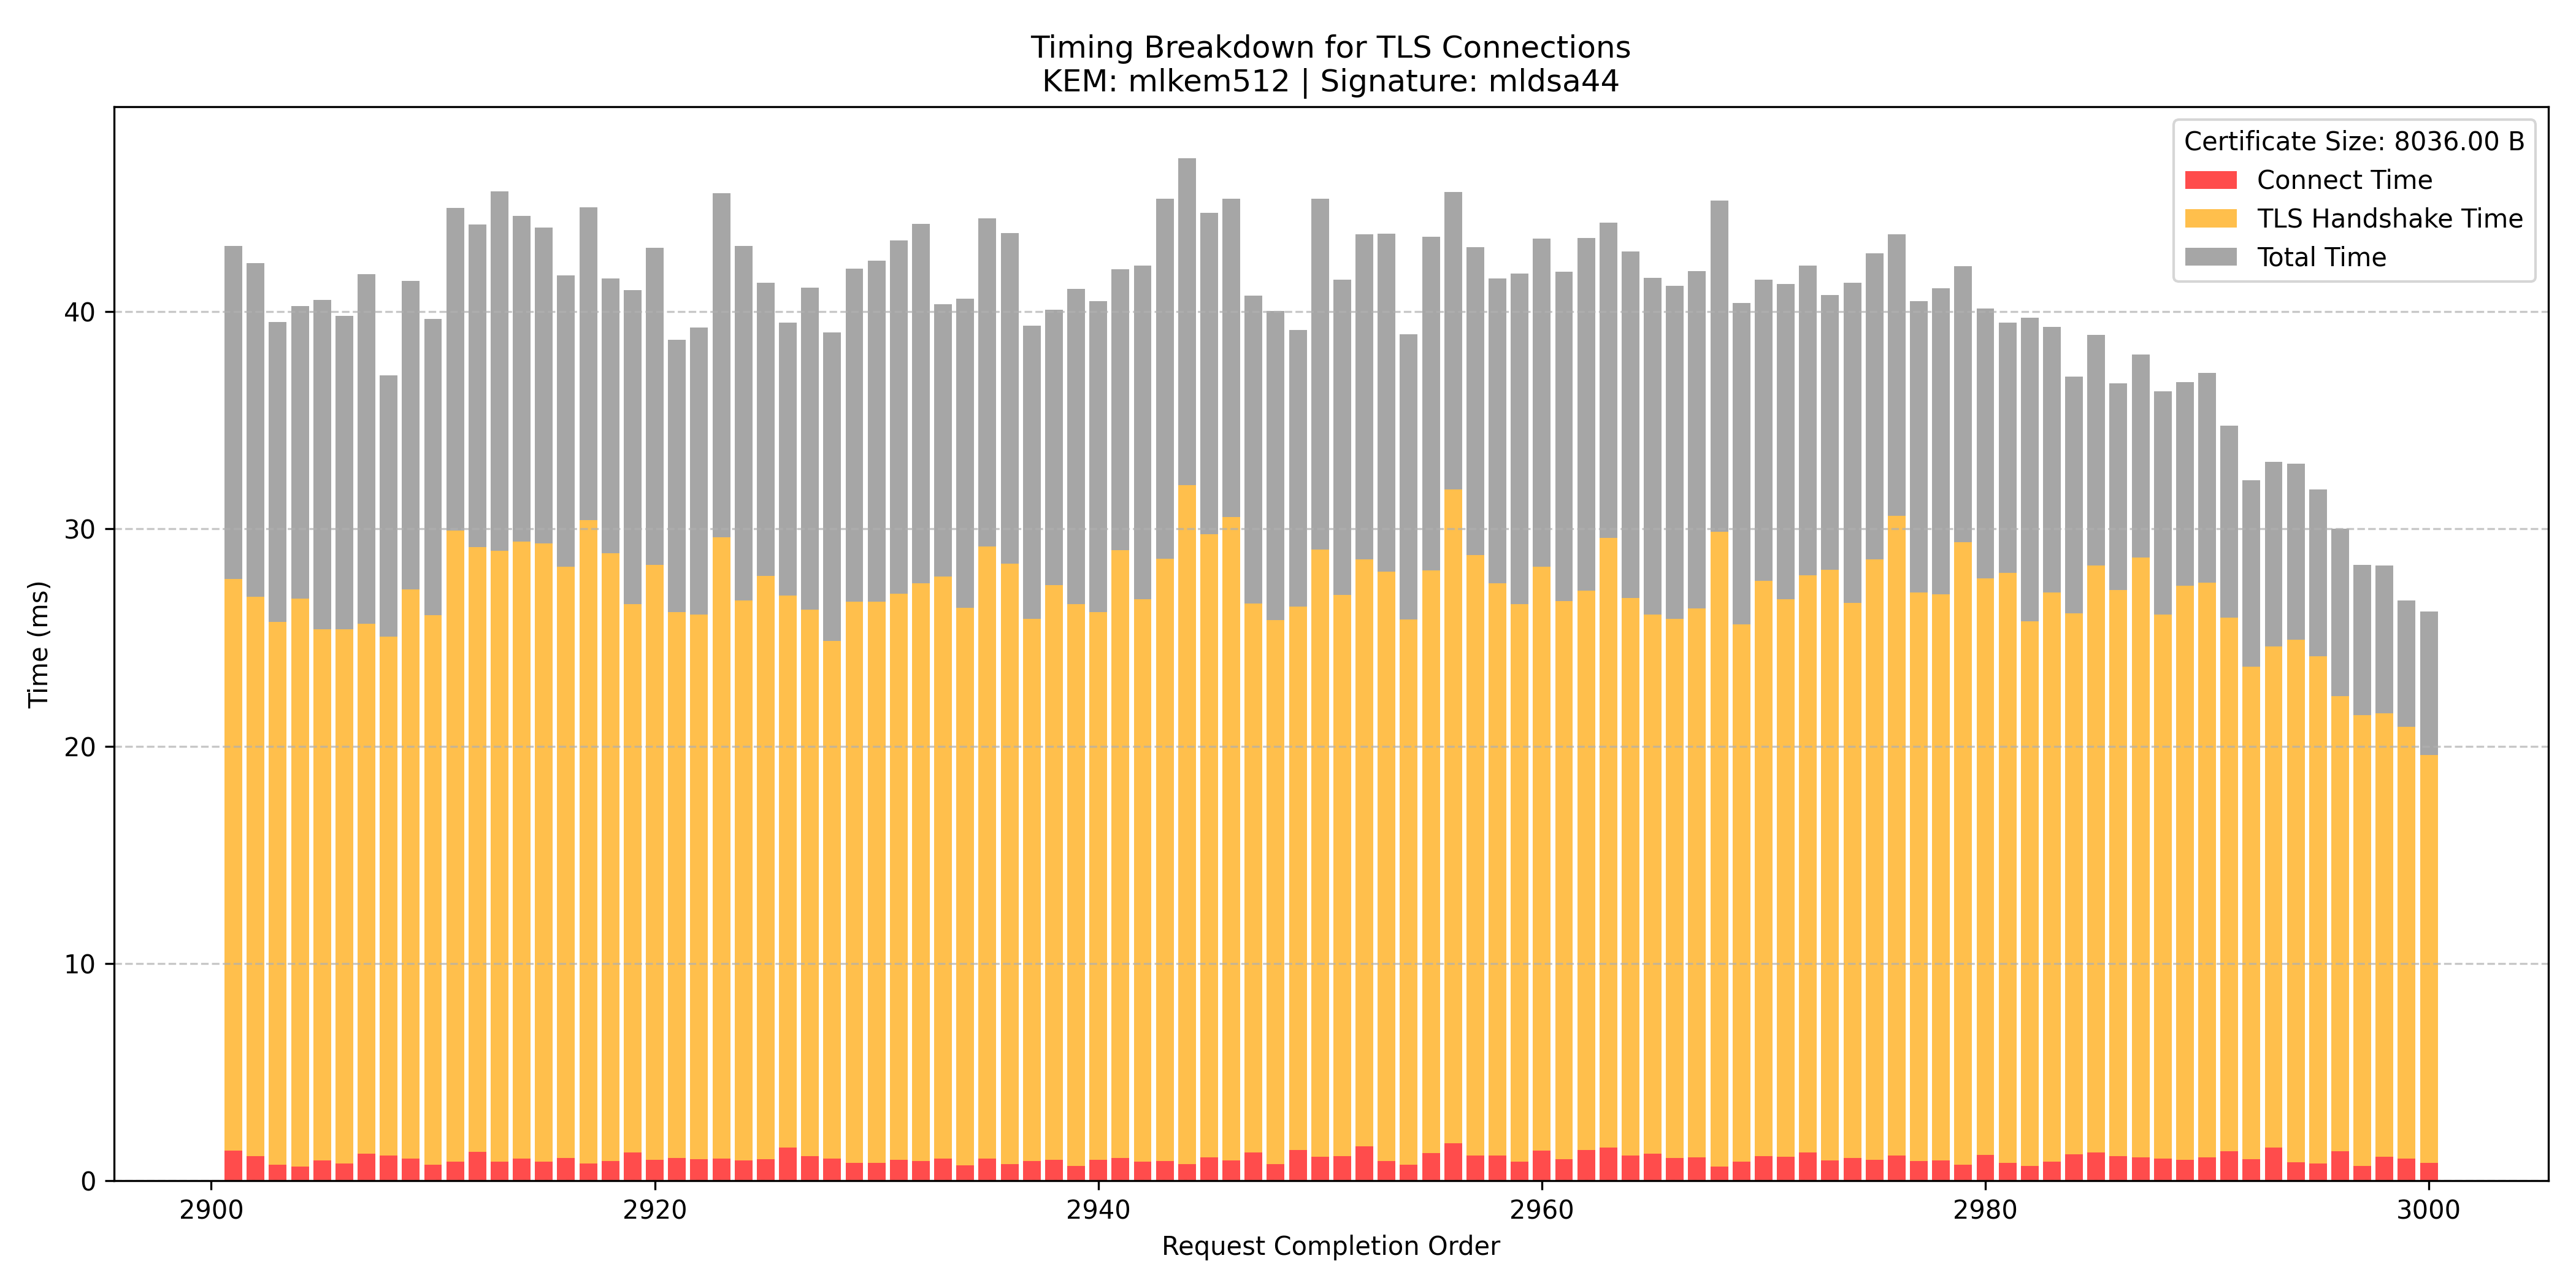 Timing Breakdown for TLS Connections
KEM: mlkem512 | Signature: mldsa44
Certificate Size: 8036.00 B
Connect Time
TLS Handshake Time
Total Time
Time (ms)
40
30
20
10
0
2900
2920
2940
2960
2980
3000
Request Completion Order